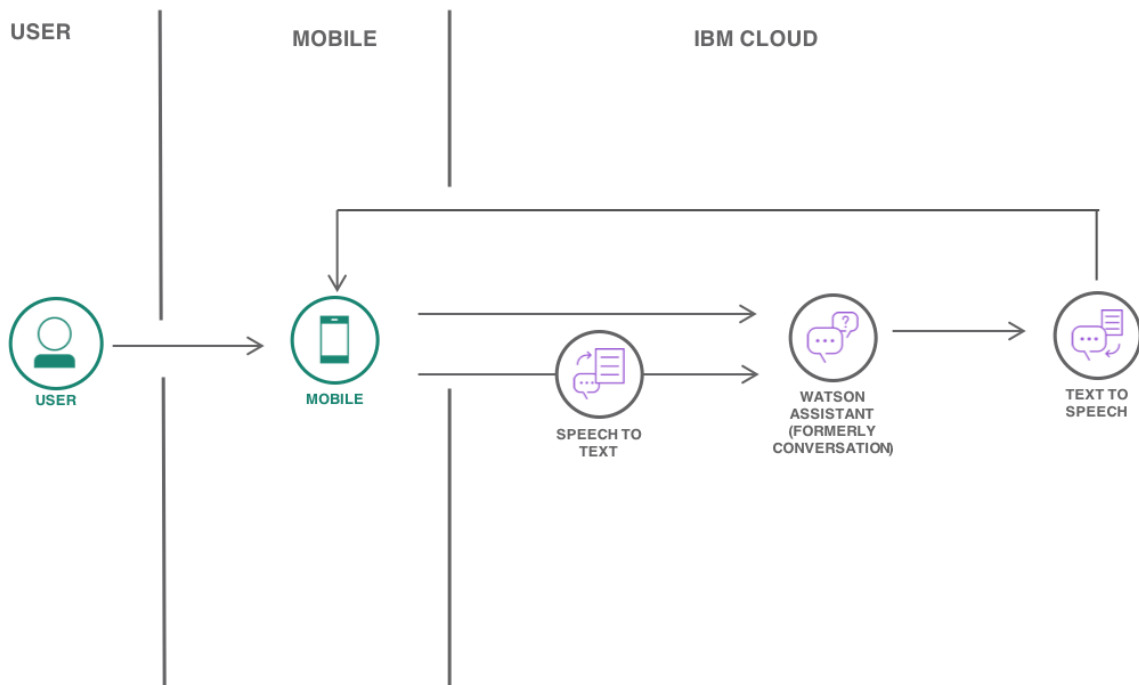 USER
MOBILE
IBM CLOUD
USER
MOBILE
SPEECH TO
TEXT
WATSON
ASSISTANT
(FORMERLY
CONVERSATION)
TEXT TO
SPEECH
?